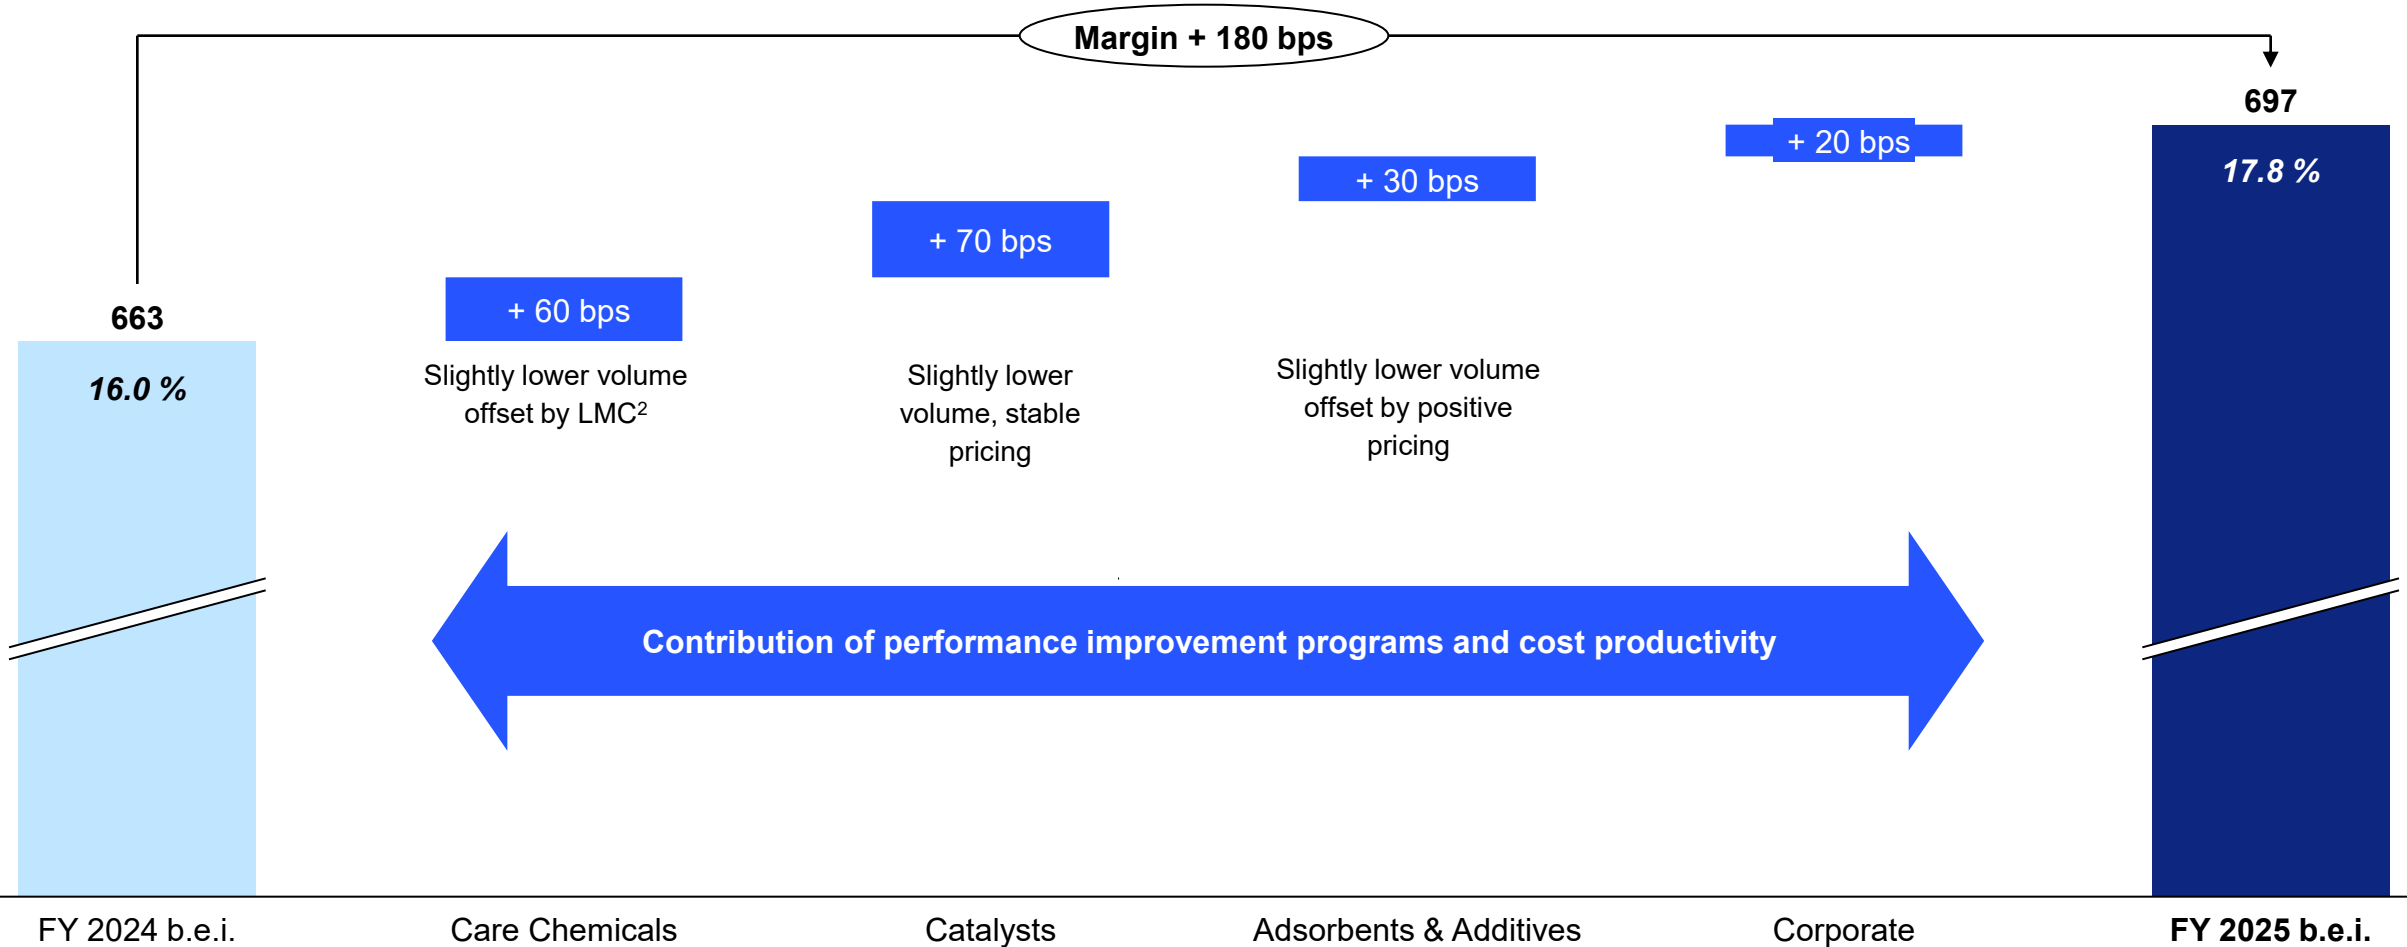 Margin + 180 bps
663
16.0 %
+ 60 bps
Slightly lower volume
offset by LMC²
+ 70 bps
Slightly lower
volume, stable
pricing
+ 30 bps
Slightly lower volume
offset by positive
pricing
+ 20 bps
697
17.8 %
Contribution of performance improvement programs and cost productivity
FY 2024 b.e.i.
Care Chemicals
Catalysts
Adsorbents & Additives
Corporate
FY 2025 b.e.i.